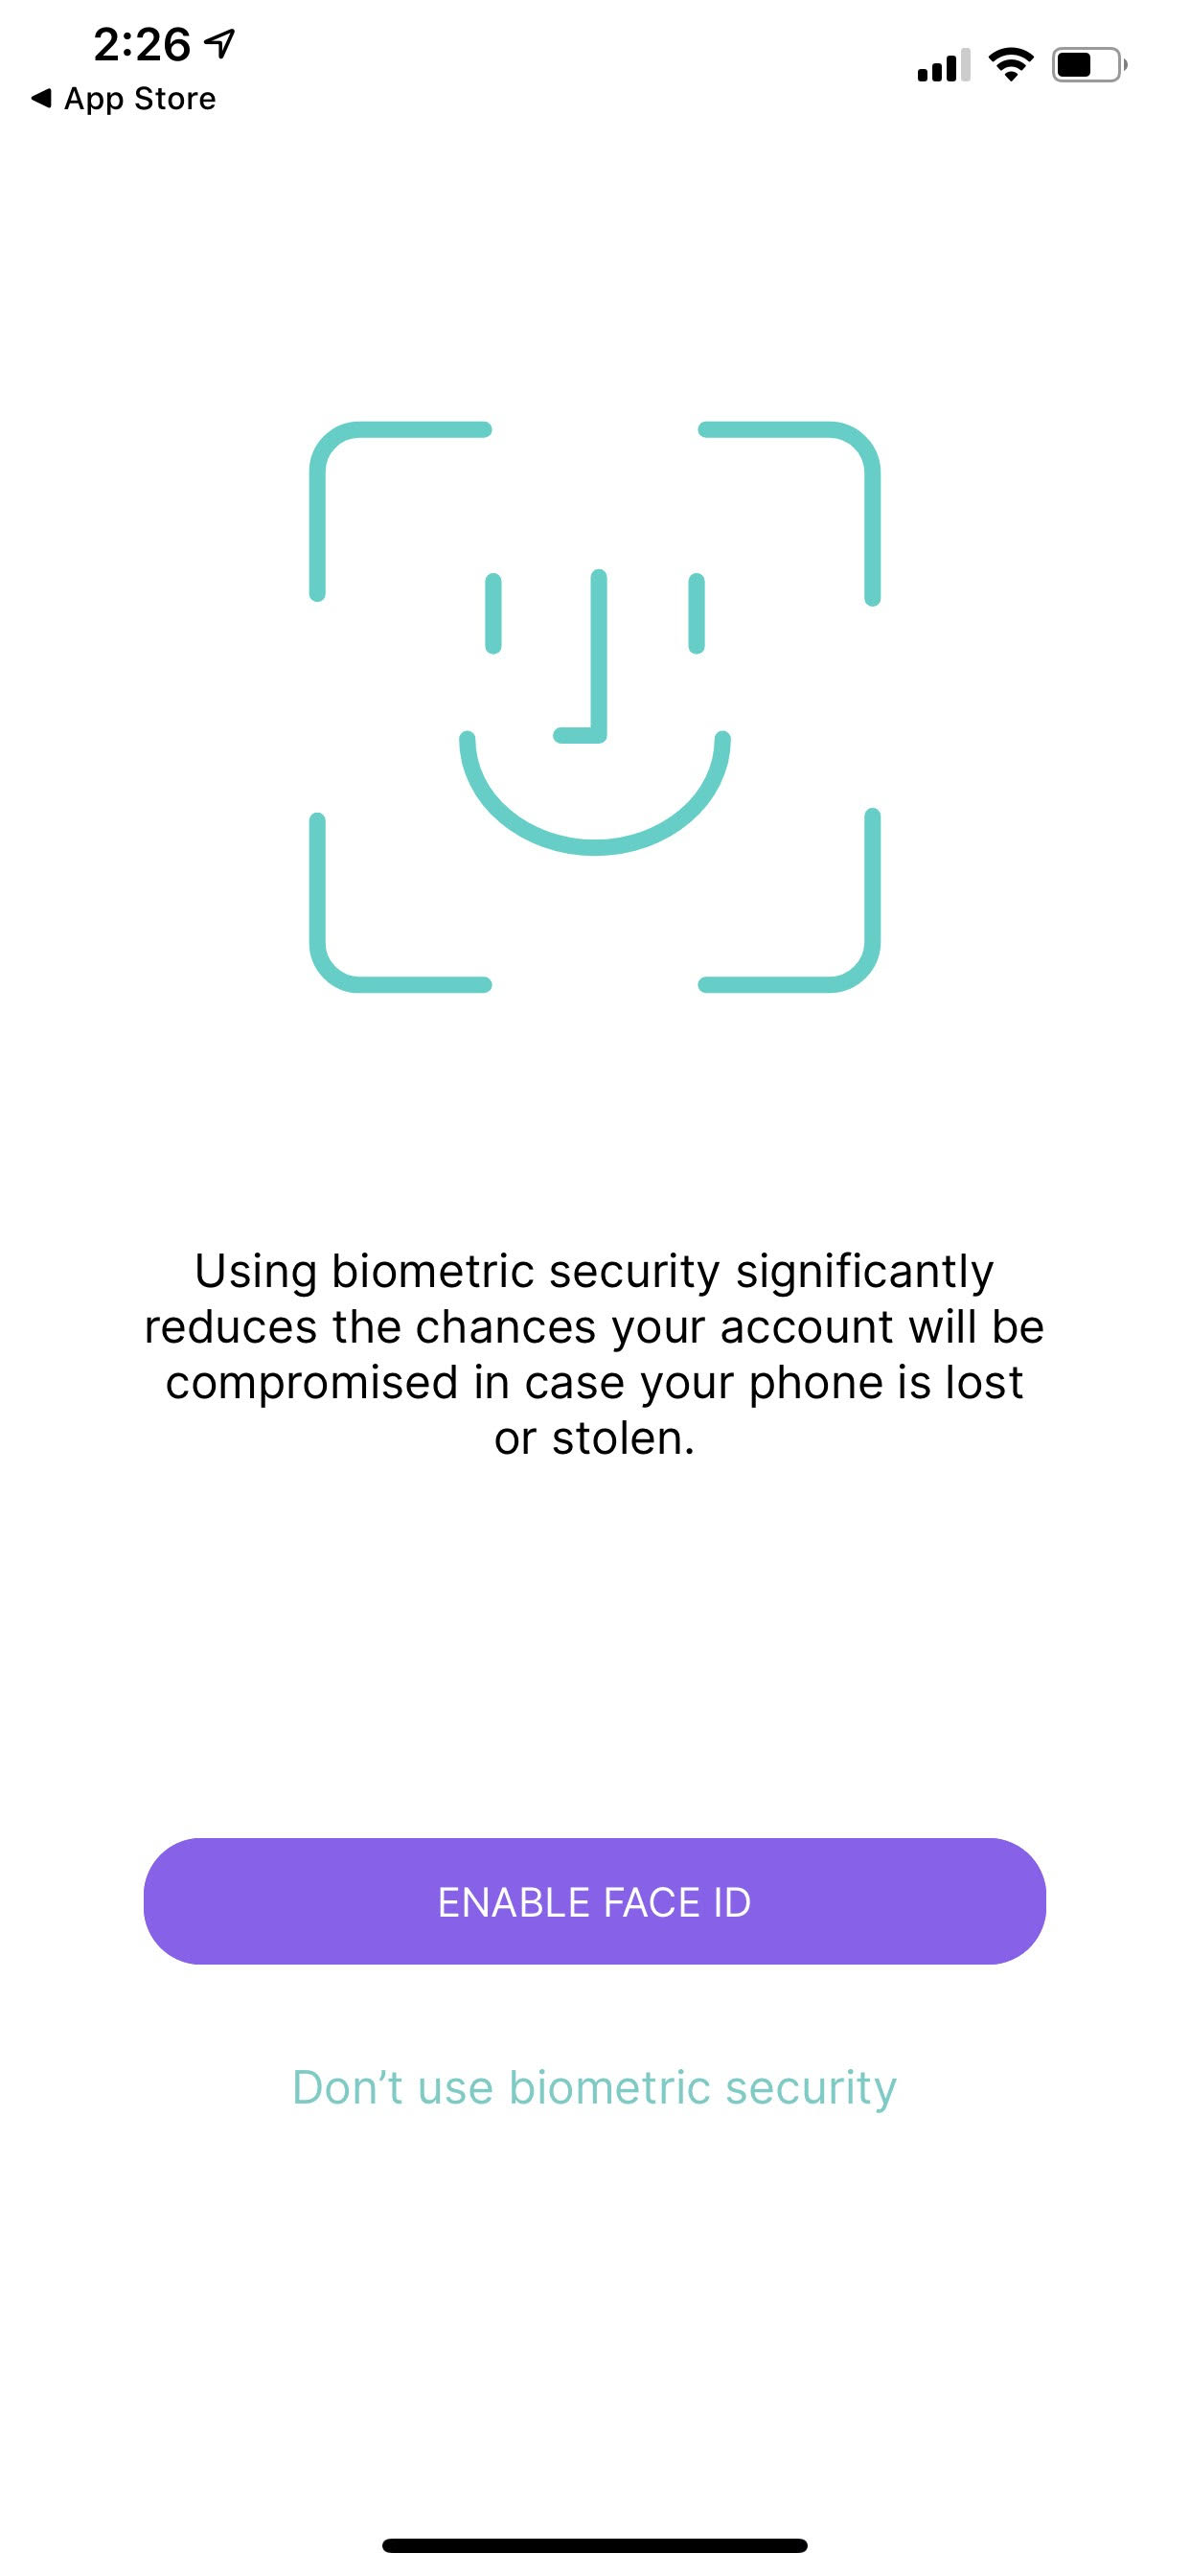 2:26
App Store
Using biometric security significantly
reduces the chances your account will be
compromised in case your phone is lost
or stolen.
ENABLE FACE ID
Don’t use biometric security